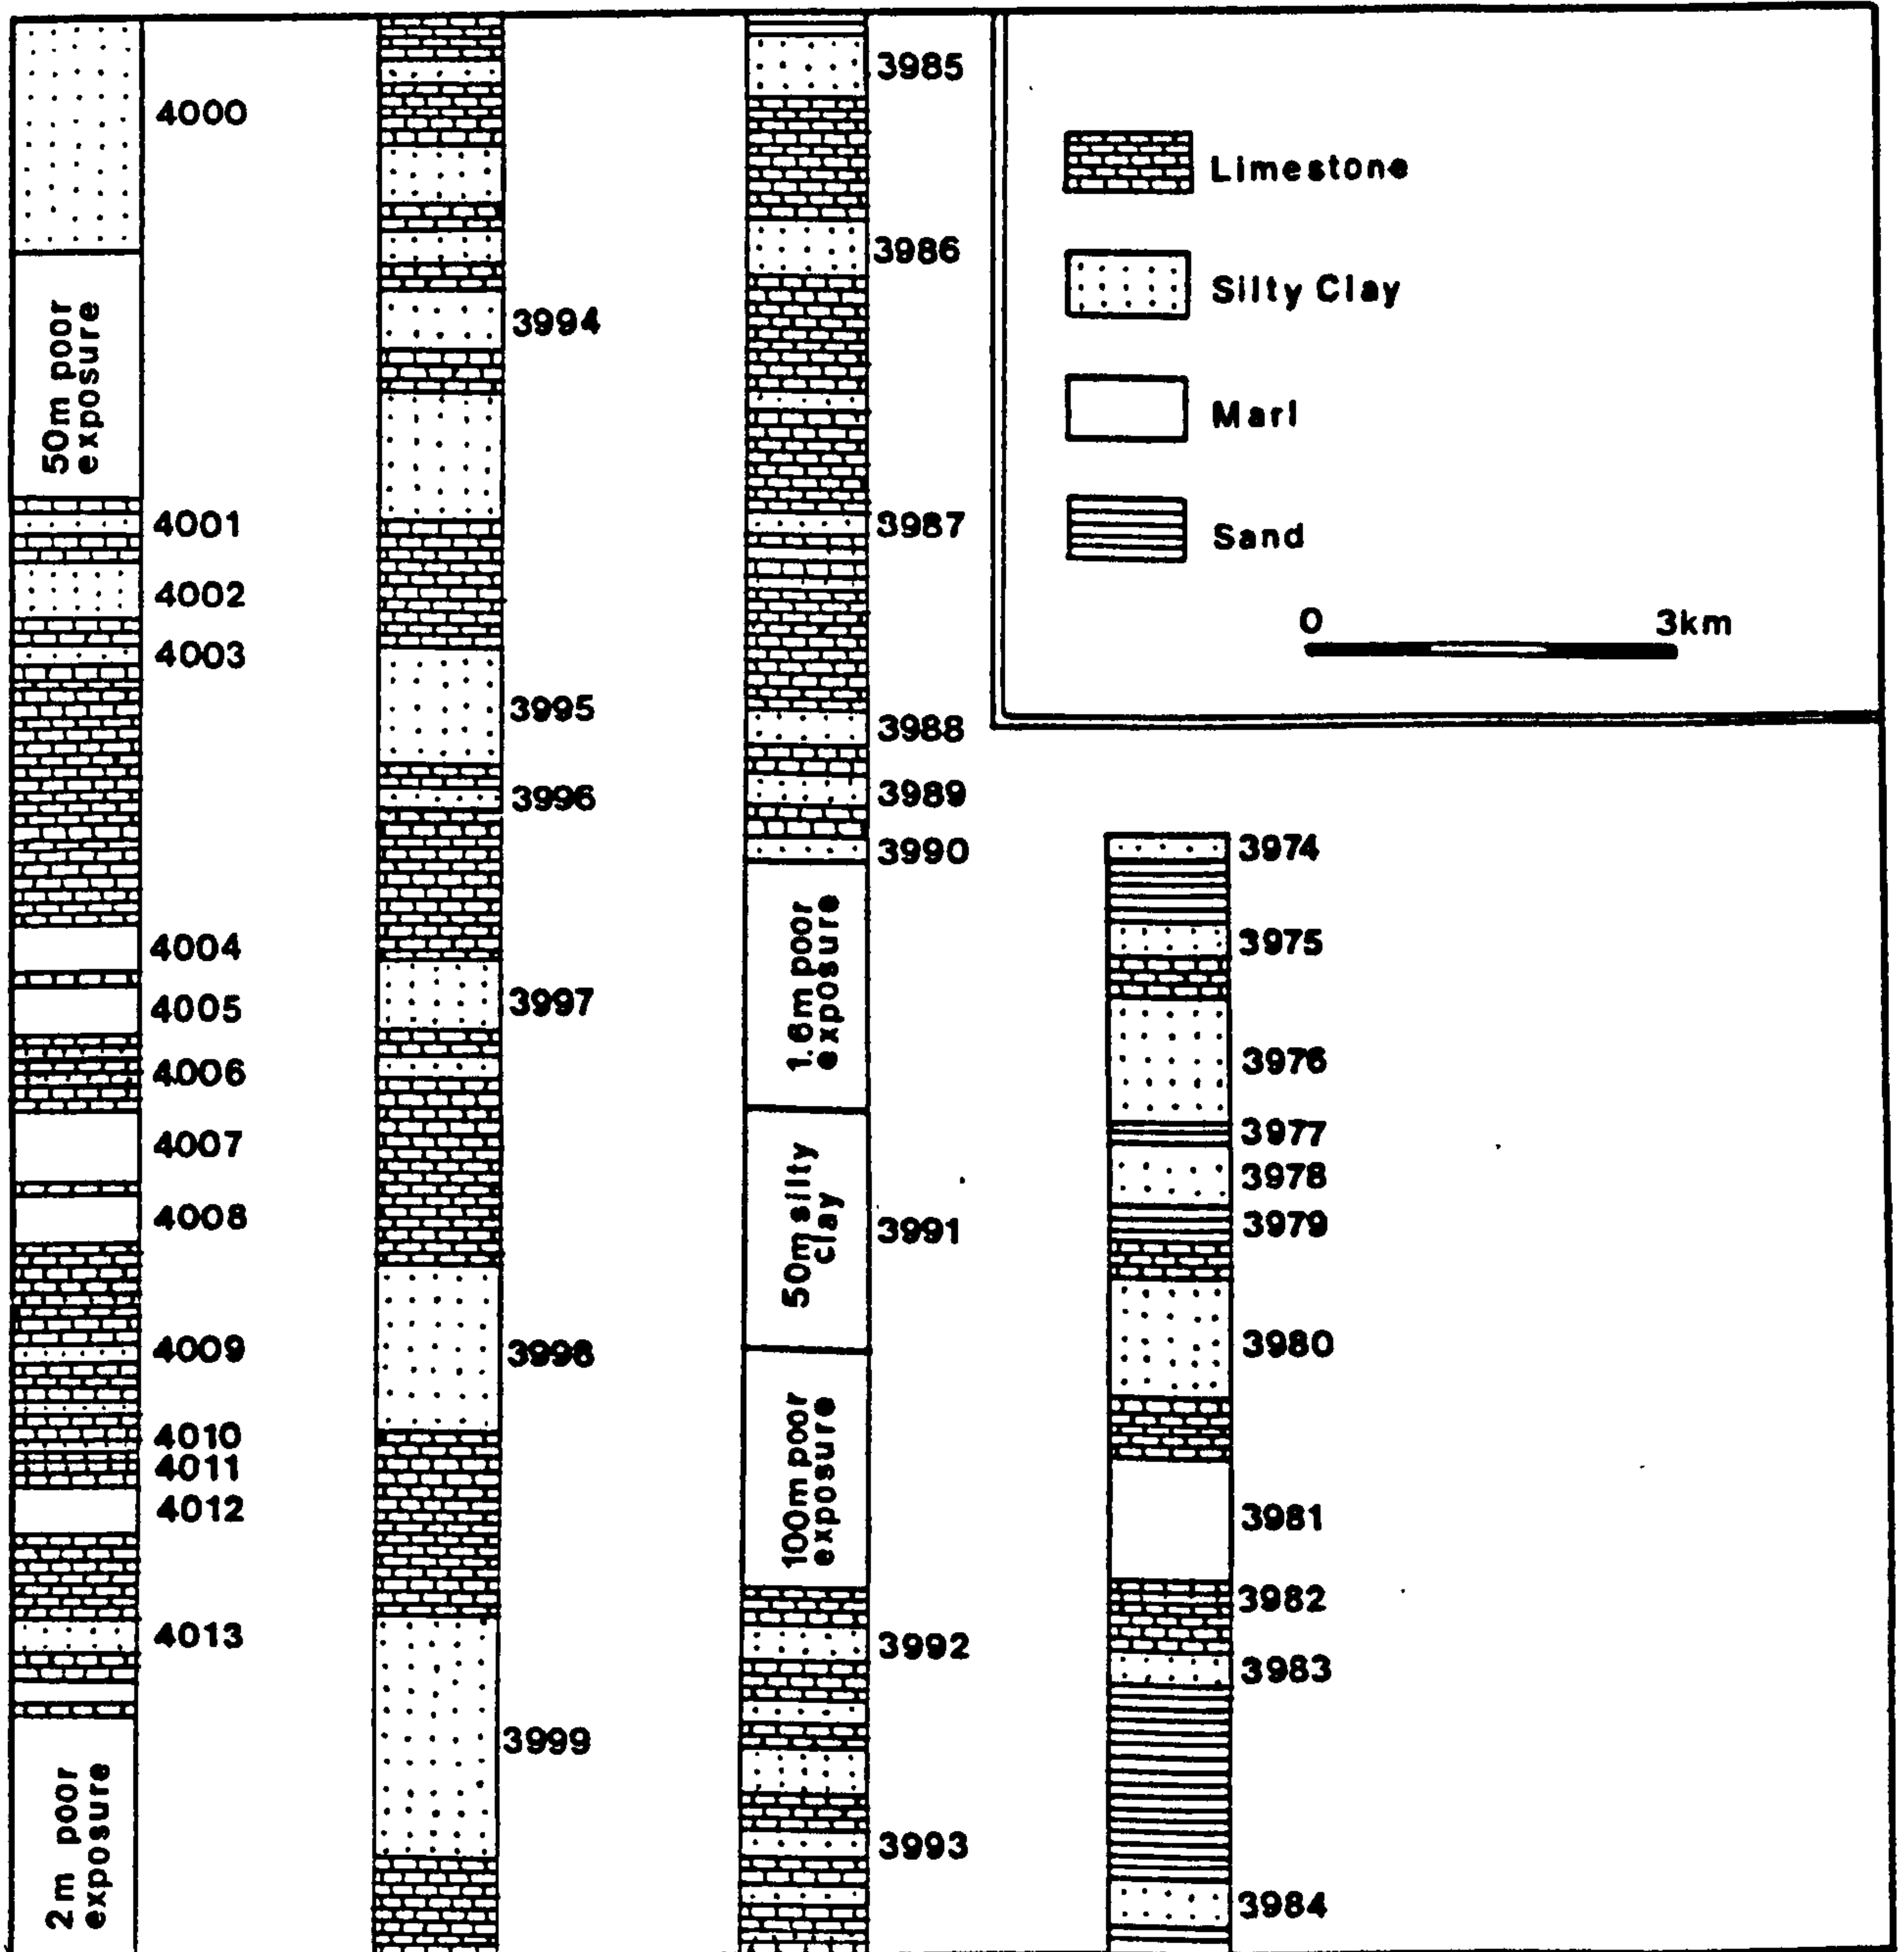 4000
50m poor
exposure
4001
4002
4003
4004
4005
4006
4007
4008
4009
4010
4011
4012
4013
2m poor
exposure
3994
3995
3996
3997
3998
3999
3985
3986
3987
3988
3989
3990
1.6m poor
exposure
50m silty
clay
3991
100m poor
exposure
3992
3993
Limestone
Silty Clay
Marl
Sand
0 3km
3974
3975
3976
3977
3978
3979
3980
3981
3982
3983
3984